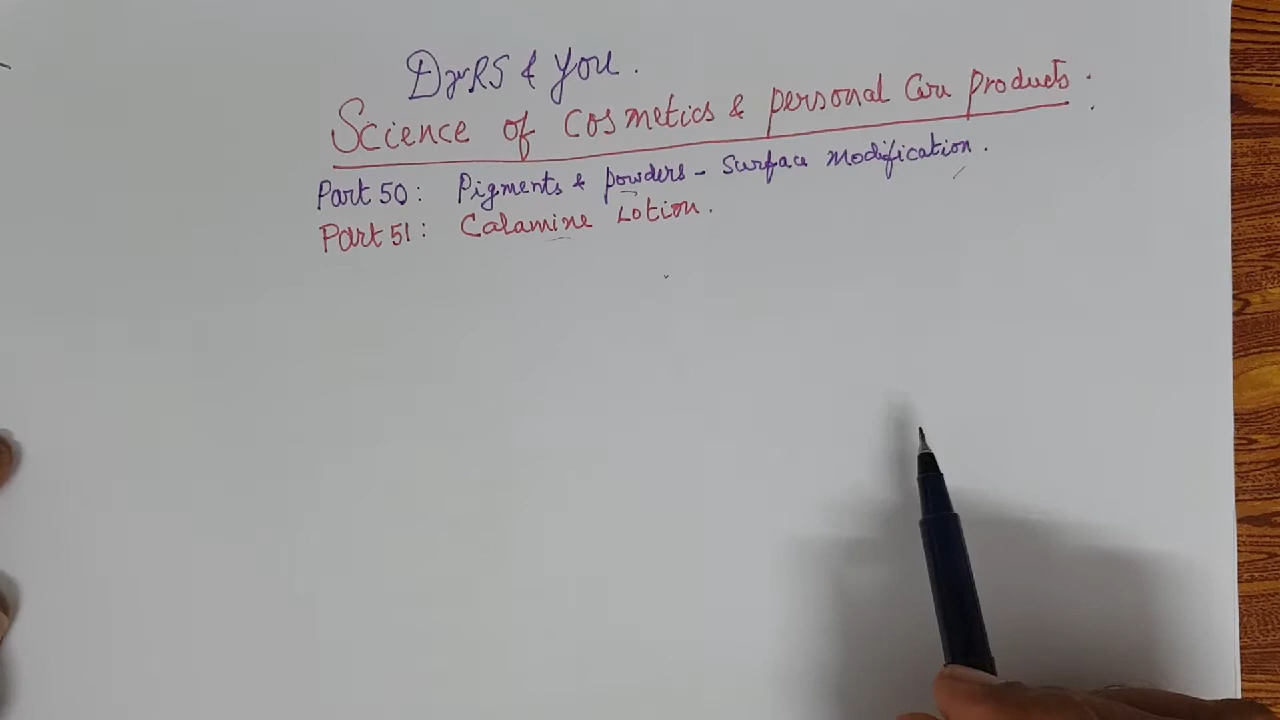 DrRS & You.
Science of Cosmetics & personal Care products.
Part 50: Pigments & powders - Surface Modification.
Part 51: Calamine Lotion.